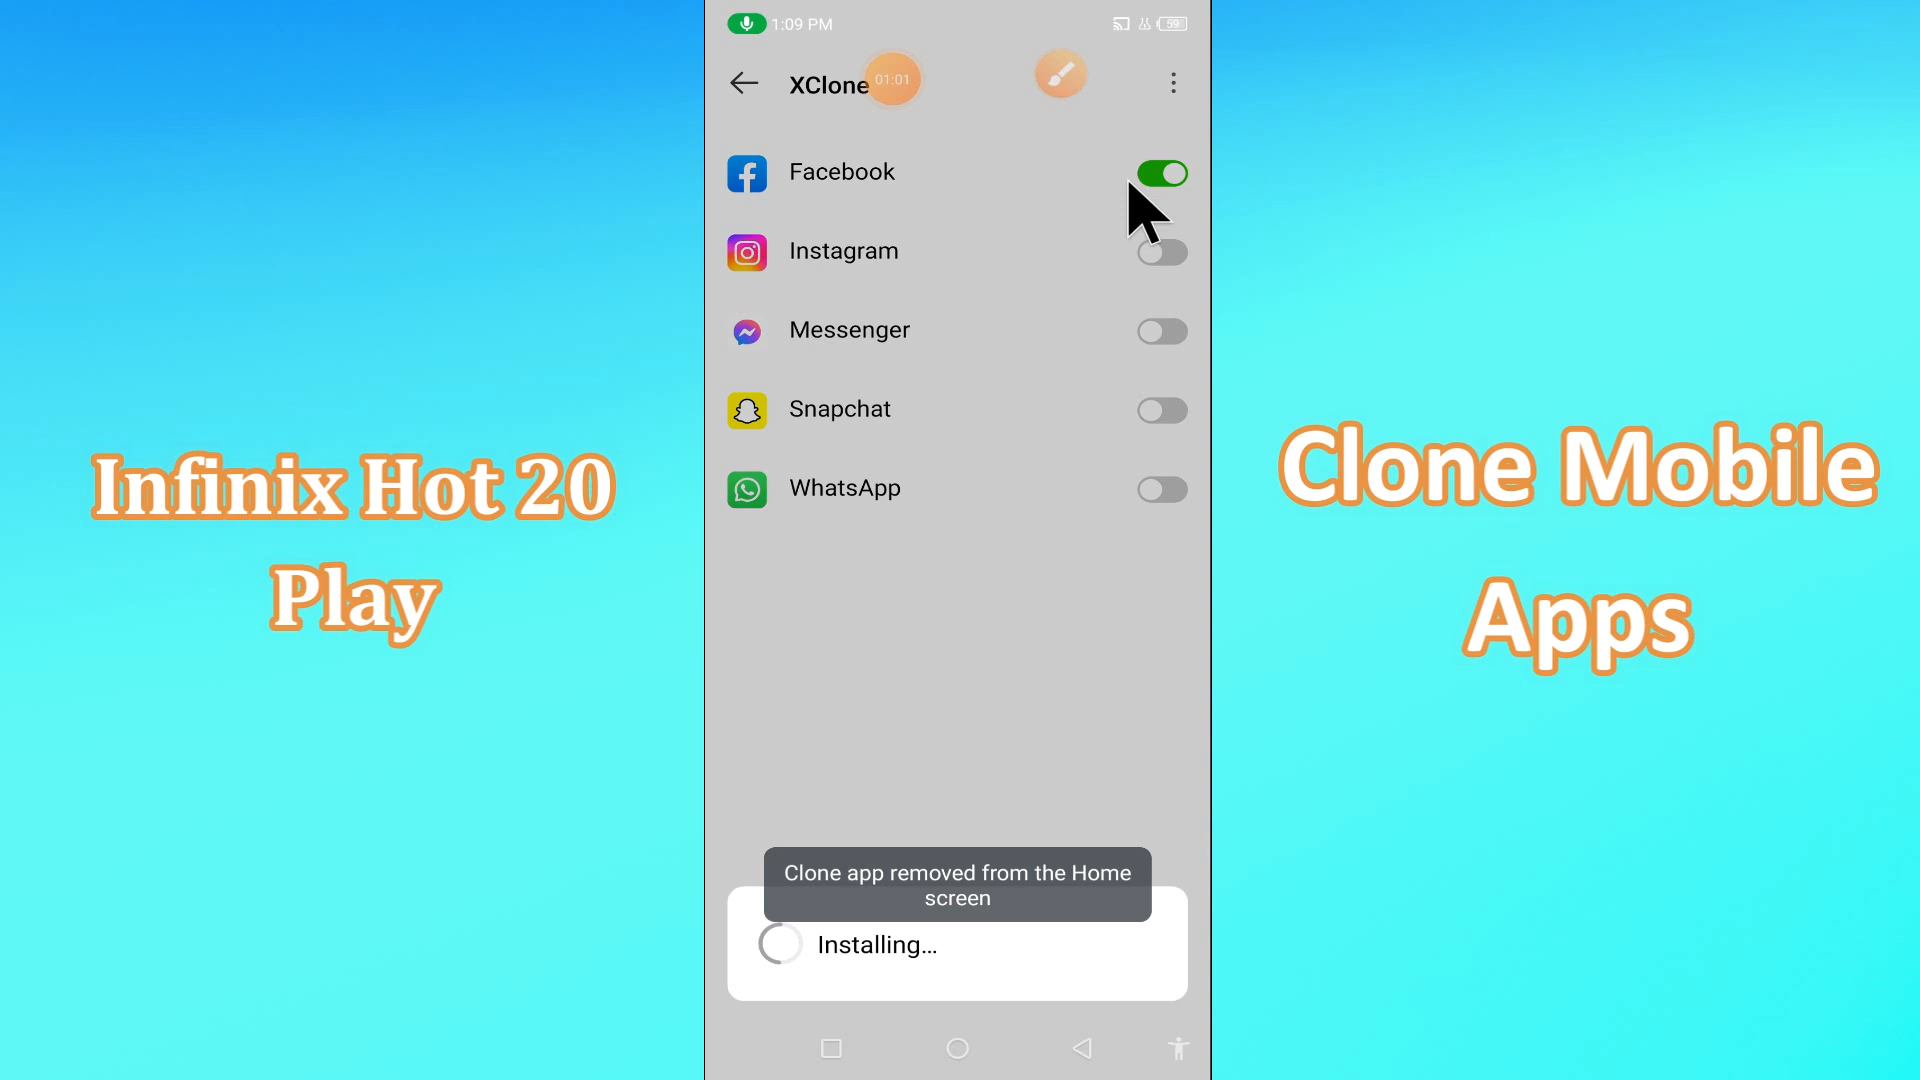 1:09 PM
59
XClone
01:01
Facebook
Instagram
Messenger
Snapchat
WhatsApp
Infinix Hot 20
Play
Clone Mobile
Apps
Clone app removed from the Home
screen
Installing...